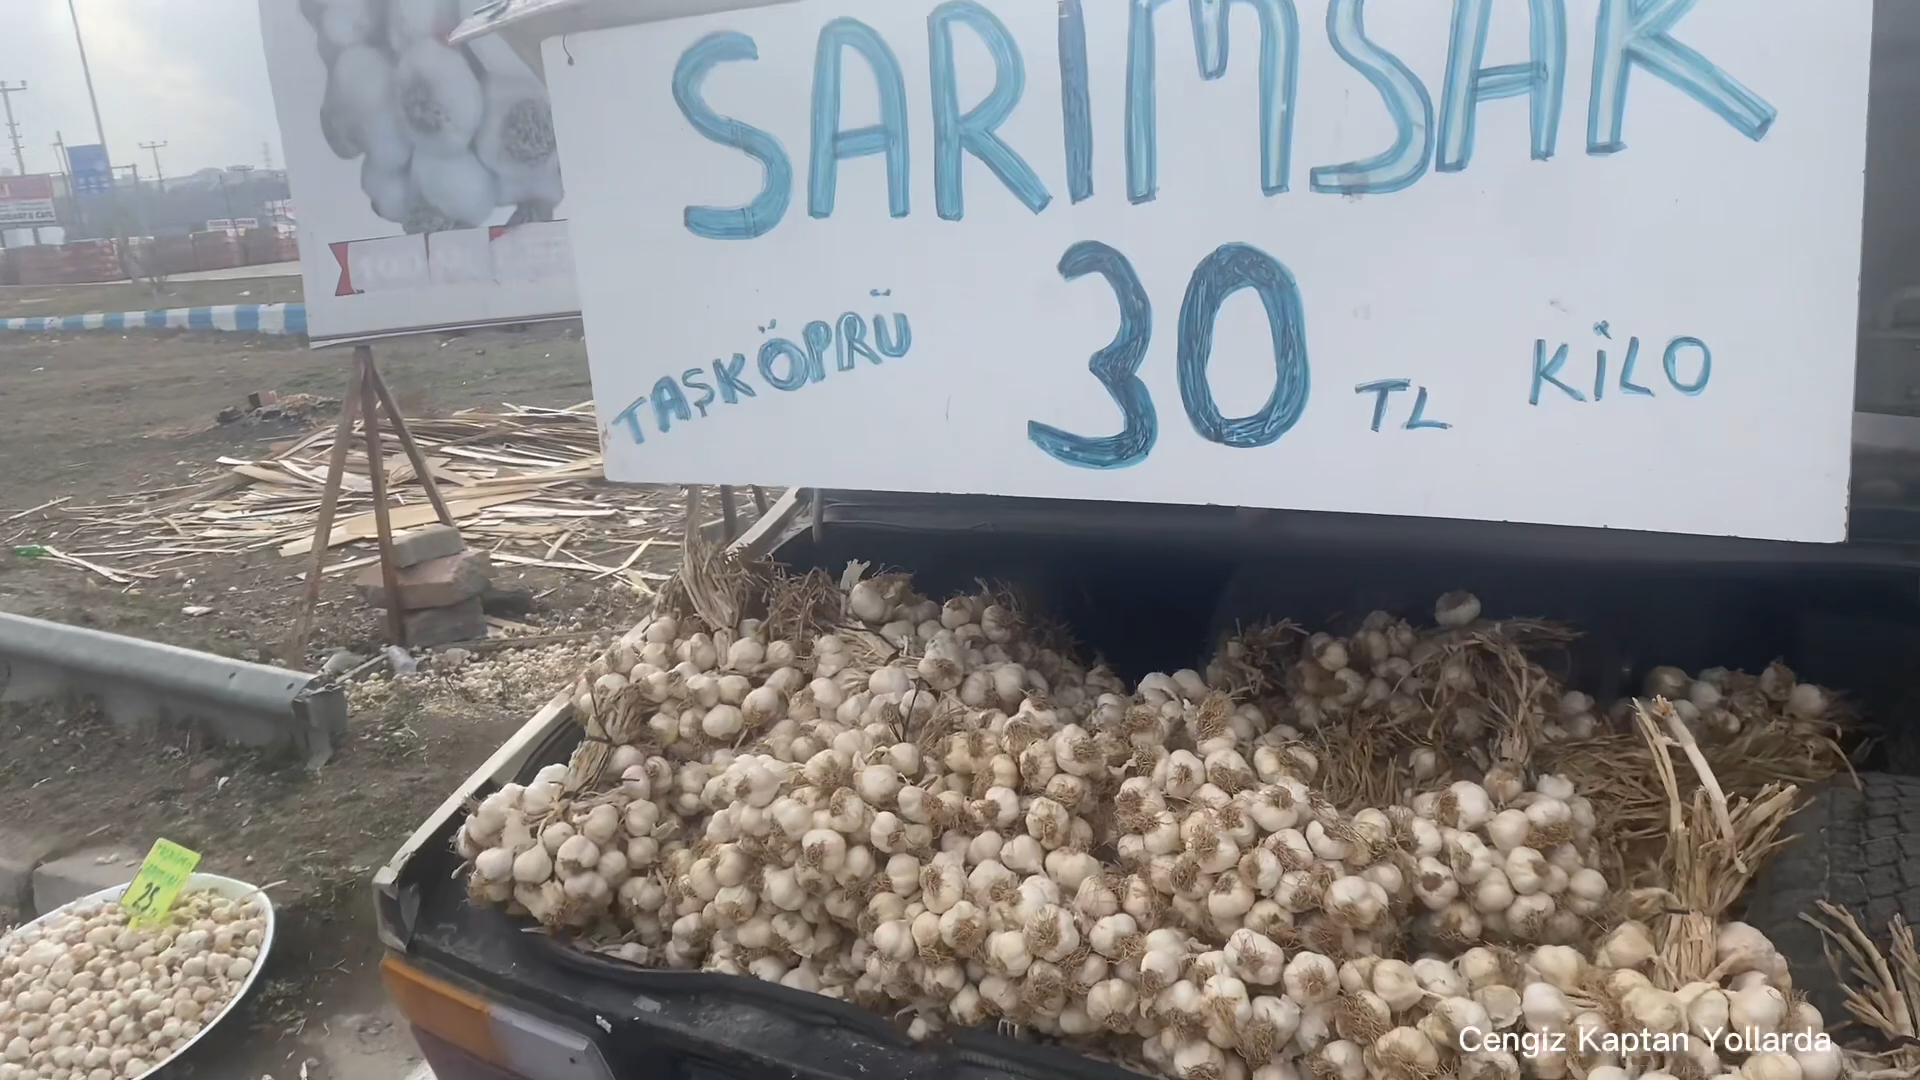 SARIMSAK
TAŞKÖPRÜ
30 TL KİLO
25
Cengiz Kaptan Yollarda